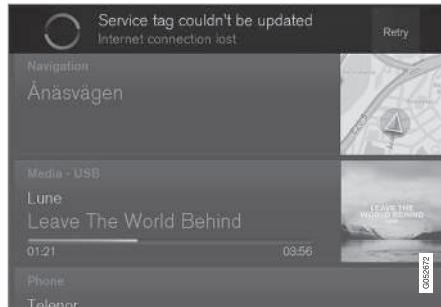 Service tag couldn't be updated
Internet connection lost
Retry
Navigation
Ånäsvägen
Media - USB
Lune
Leave The World Behind
01:21
03:56
LEAVE THE
WORLD BEHIND
Phone
Telenor
G052672